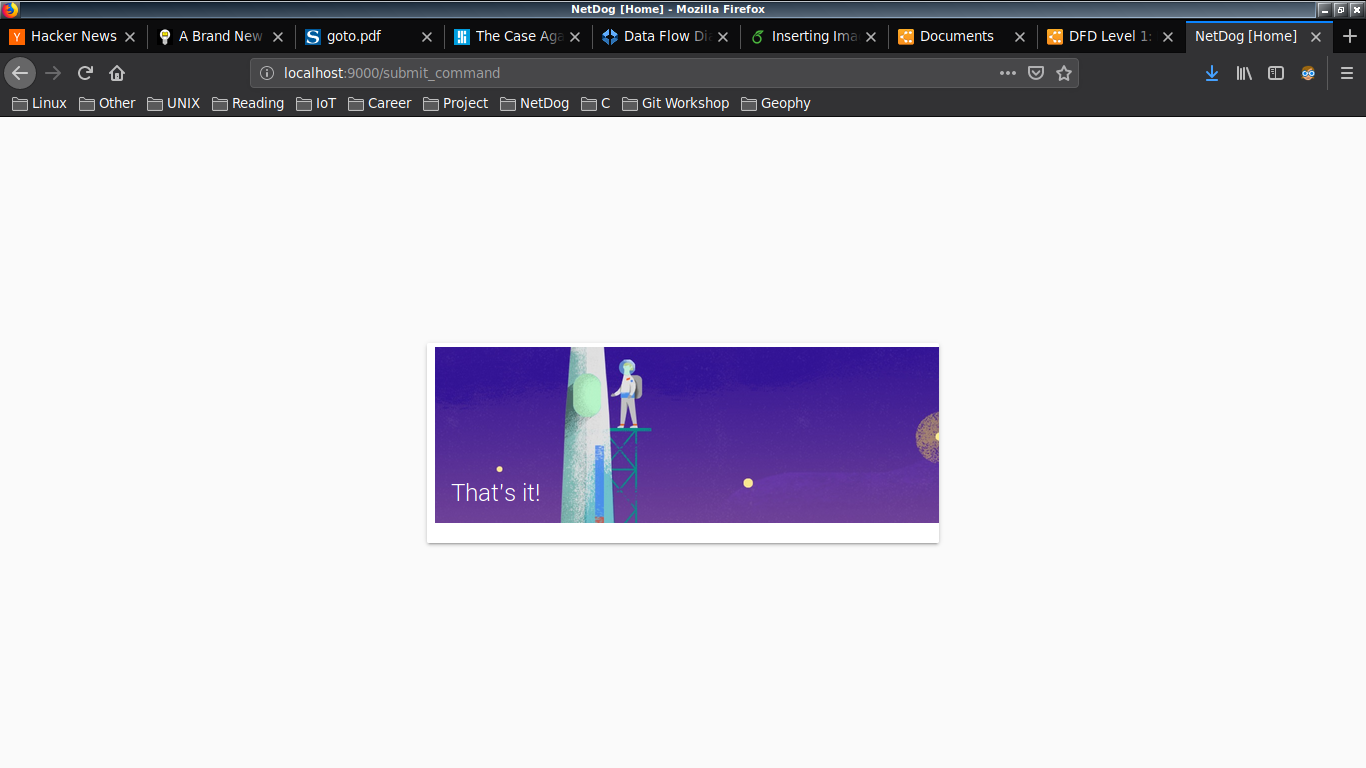 NetDog [Home] - Mozilla Firefox
Hacker News A Brand New goto.pdf The Case Aga Data Flow Di Inserting Ima Documents DFD Level 1: NetDog [Home]
localhost:9000/submit_command
Linux Other UNIX Reading IoT Career Project NetDog C Git Workshop Geophy
That's it!